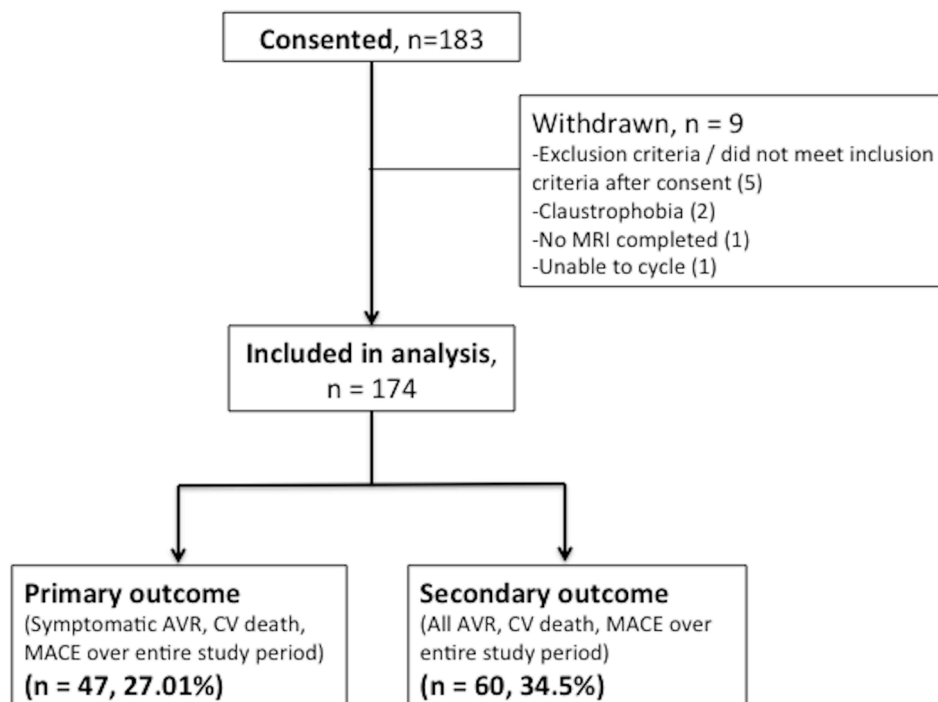 Consented, n=183
Withdrawn, n = 9
-Exclusion criteria / did not meet inclusion
criteria after consent (5)
-Claustrophobia (2)
-No MRI completed (1)
-Unable to cycle (1)
Included in analysis,
n = 174
Primary outcome
(Symptomatic AVR, CV death,
MACE over entire study period)
(n = 47, 27.01%)
Secondary outcome
(All AVR, CV death, MACE over
entire study period)
(n = 60, 34.5%)